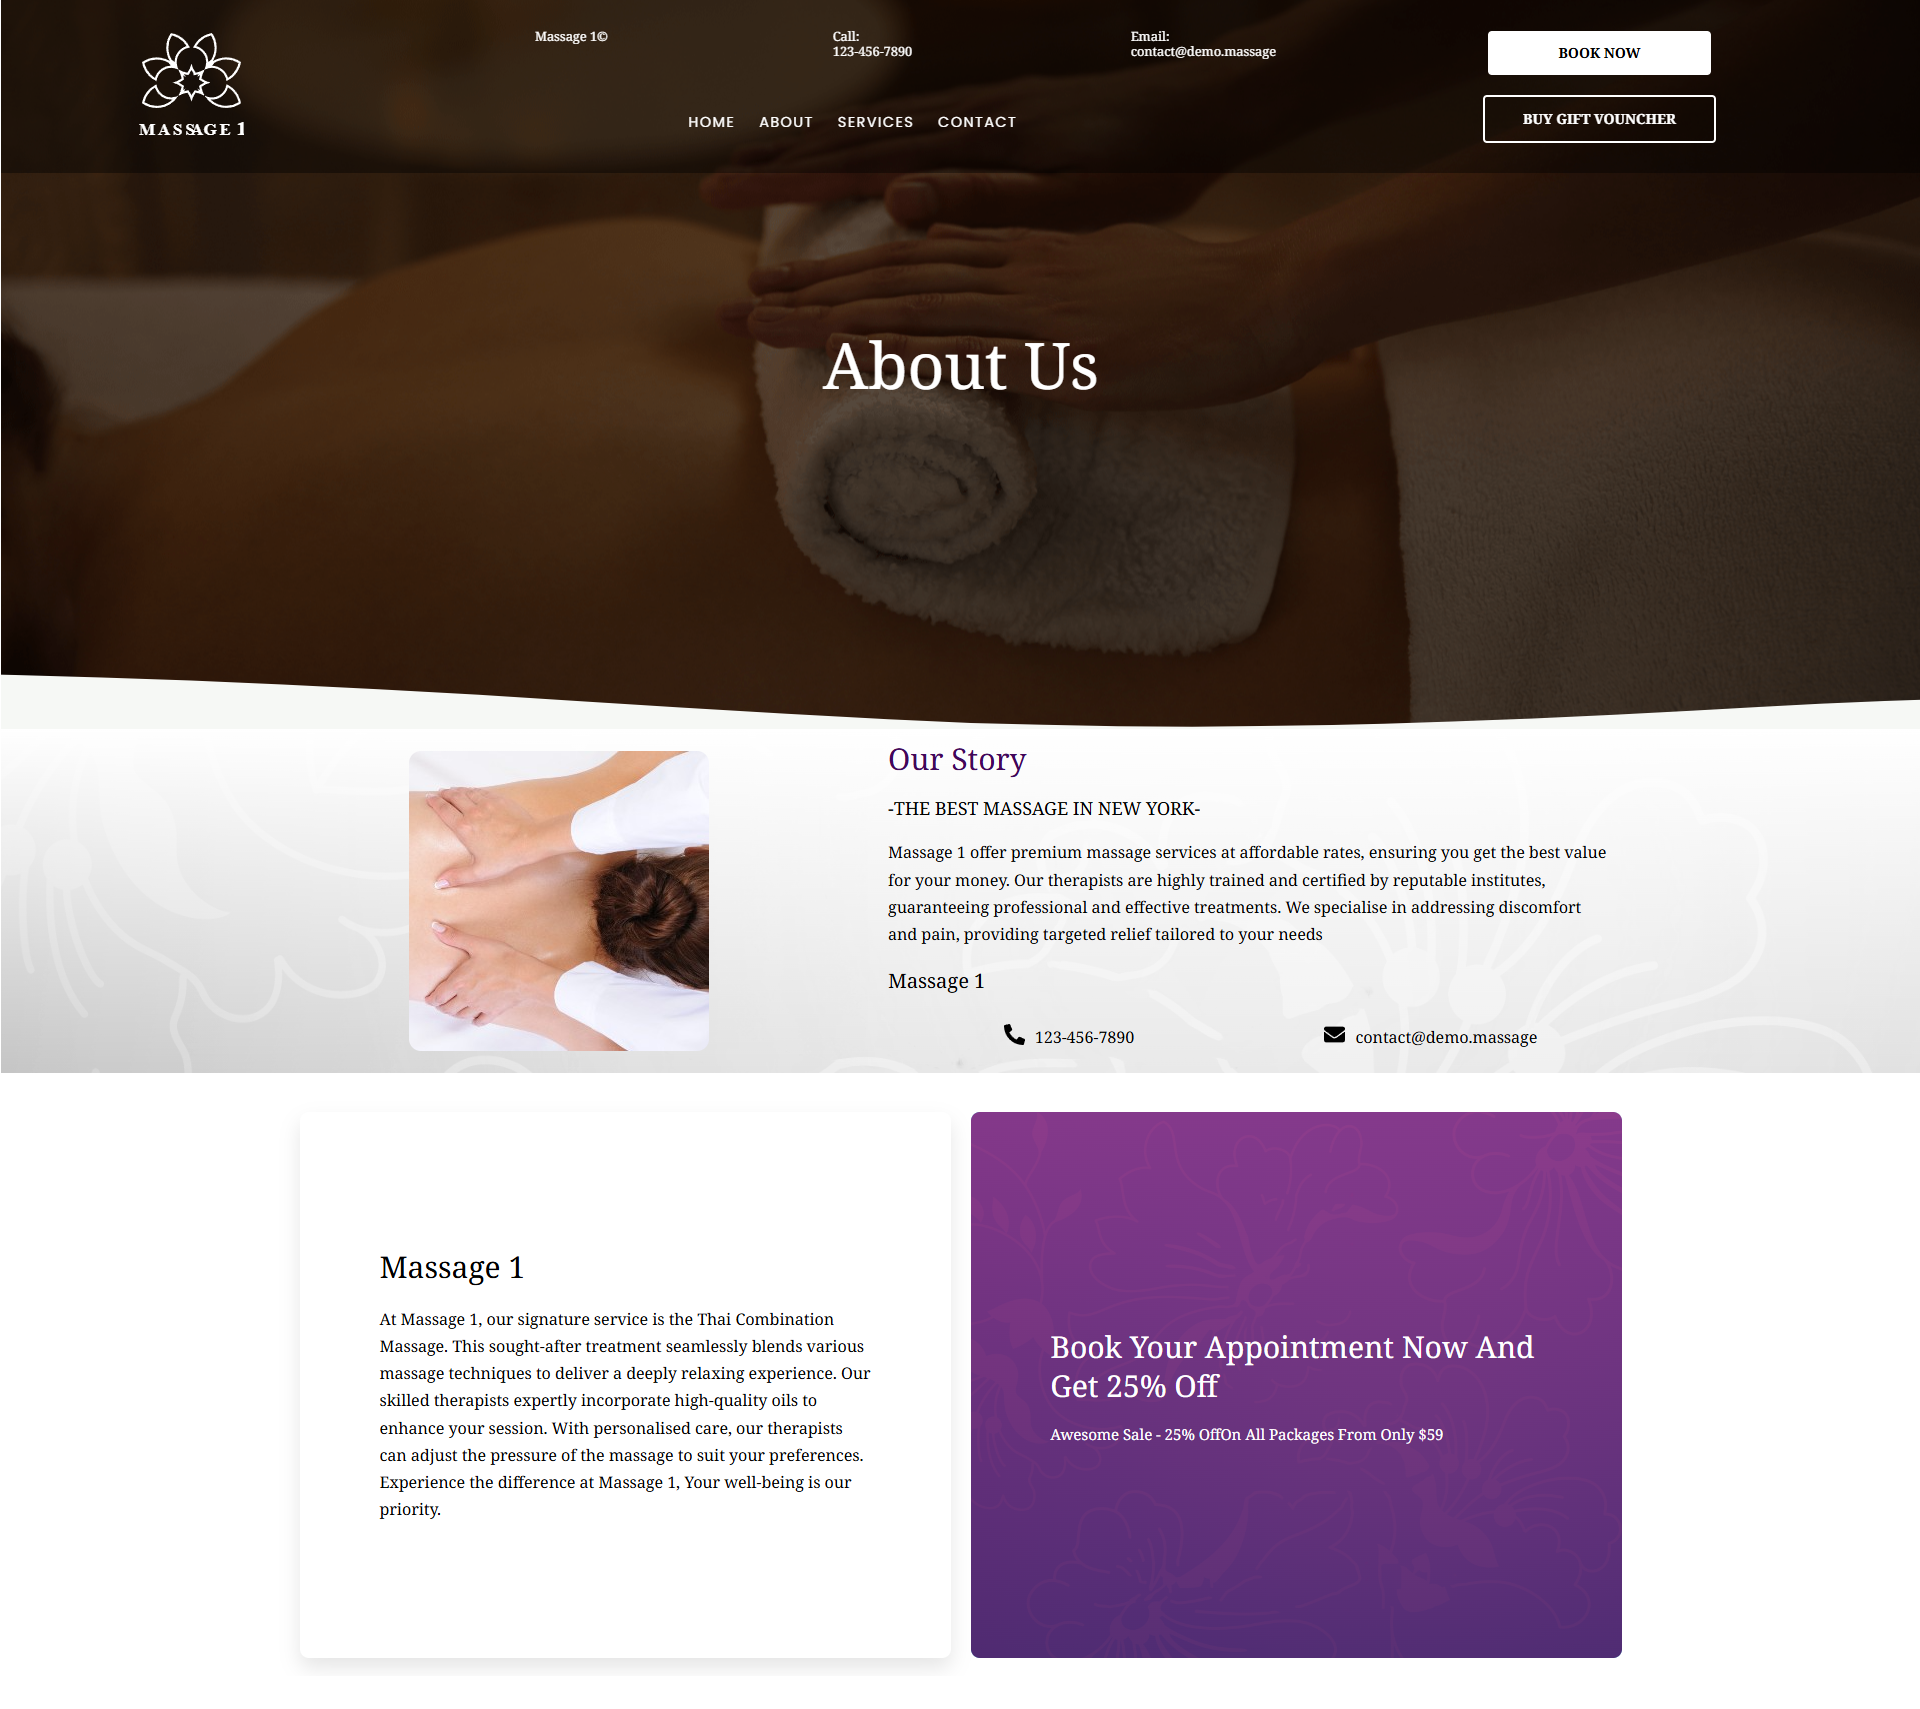 MASSAGE 1
Massage 1©
Call:
123-456-7890
Email:
contact@demo.massage
BOOK NOW
HOME ABOUT SERVICES CONTACT
BUY GIFT VOUNCHER
About Us
Our Story
-THE BEST MASSAGE IN NEW YORK-
Massage 1 offer premium massage services at affordable rates, ensuring you get the best value
for your money. Our therapists are highly trained and certified by reputable institutes,
guaranteeing professional and effective treatments. We specialise in addressing discomfort
and pain, providing targeted relief tailored to your needs
Massage 1
123-456-7890
contact@demo.massage
Massage 1
At Massage 1, our signature service is the Thai Combination
Massage. This sought-after treatment seamlessly blends various
massage techniques to deliver a deeply relaxing experience. Our
skilled therapists expertly incorporate high-quality oils to
enhance your session. With personalised care, our therapists
can adjust the pressure of the massage to suit your preferences.
Experience the difference at Massage 1, Your well-being is our
priority.
Book Your Appointment Now And
Get 25% Off
Awesome Sale - 25% OffOn All Packages From Only $59